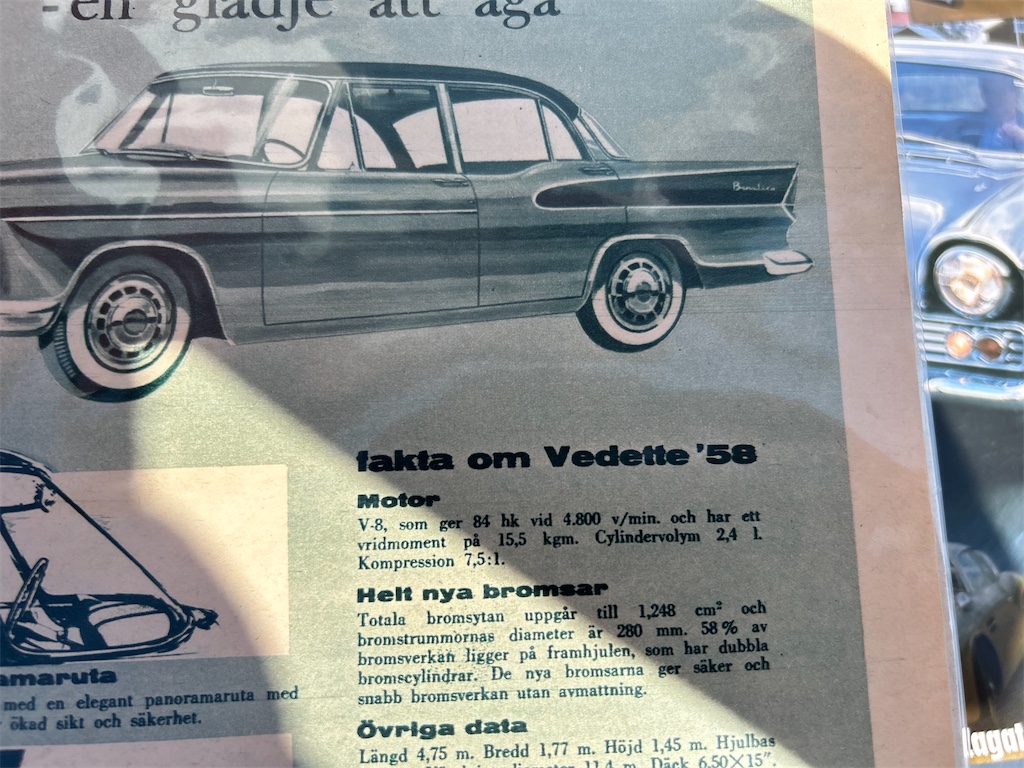 - en glädje att äga
Beaulieu
fakta om Vedette '58
Motor
V-8, som ger 84 hk vid 4.800 v/min. och har ett
vridmoment på 15,5 kgm. Cylindervolym 2,4 l.
Kompression 7,5:1.
Helt nya bromsar
Totala bromsytan uppgår till 1,248 cm² och
bromstrummornas diameter är 280 mm. 58 % av
bromsverkan ligger på framhjulen, som har dubbla
bromscylindrar. De nya bromsarna ger säker och
snabb bromsverkan utan avmattning.
Övriga data
Längd 4,75 m. Bredd 1,77 m. Höjd 1,45 m. Hjulbas
11,4 m. Däck 6,50×15".
amaruta
med en elegant panoramaruta med
ökad sikt och säkerhet.